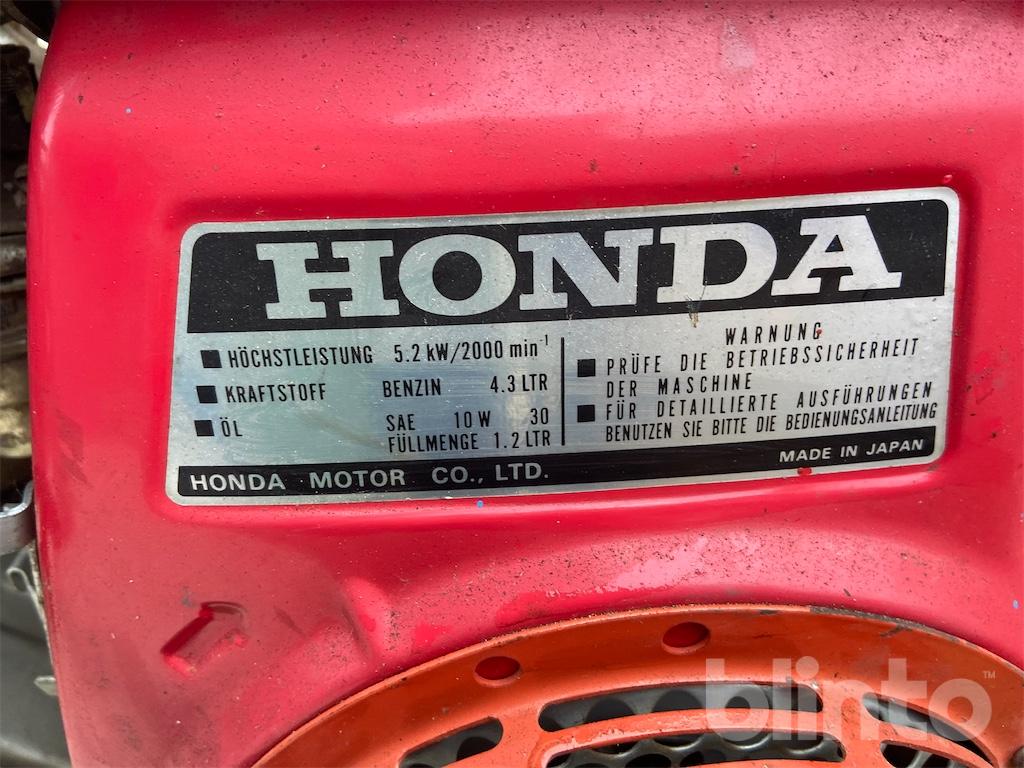 HONDA
HÖCHSTLEISTUNG 5.2 kW/2000 min⁻¹
KRAFTSTOFF BENZIN 4.3 LTR
ÖL SAE 10 W 30
FÜLLMENGE 1.2 LTR
WARNUNG
PRÜFE DIE BETRIEBSSICHERHEIT
DER MASCHINE
FÜR DETAILLIERTE AUSFÜHRUNGEN
BENUTZEN SIE BITTE DIE BEDIENUNGSANLEITUNG
HONDA MOTOR CO., LTD.
MADE IN JAPAN
blinto™